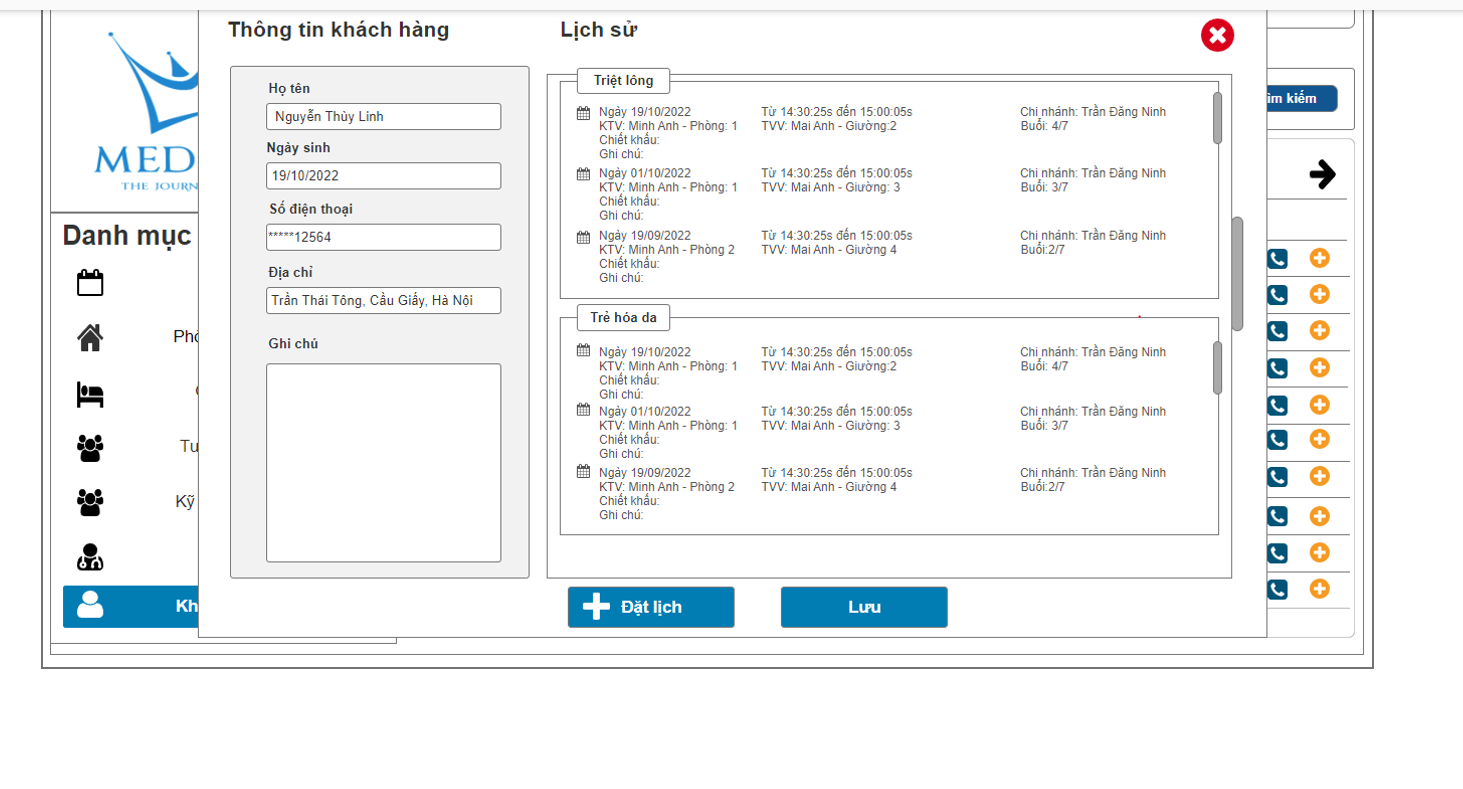 Thông tin khách hàng
Lịch sử
Họ tên
Nguyễn Thùy Linh
Ngày sinh
19/10/2022
Số điện thoại
*****12564
Địa chỉ
Trần Thái Tông, Cầu Giấy, Hà Nội
Ghi chú
Triệt lông
Ngày 19/10/2022 Từ 14:30:25s đến 15:00:05s Chi nhánh: Trần Đăng Ninh
KTV: Minh Anh - Phòng: 1 TVV: Mai Anh - Giường:2 Buổi: 4/7
Chiết khấu:
Ghi chú:
Ngày 01/10/2022 Từ 14:30:25s đến 15:00:05s Chi nhánh: Trần Đăng Ninh
KTV: Minh Anh - Phòng: 1 TVV: Mai Anh - Giường: 3 Buổi: 3/7
Chiết khấu:
Ghi chú:
Ngày 19/09/2022 Từ 14:30:25s đến 15:00:05s Chi nhánh: Trần Đăng Ninh
KTV: Minh Anh - Phòng 2 TVV: Mai Anh - Giường 4 Buổi:2/7
Chiết khấu:
Ghi chú:
Trẻ hóa da
Ngày 19/10/2022 Từ 14:30:25s đến 15:00:05s Chi nhánh: Trần Đăng Ninh
KTV: Minh Anh - Phòng: 1 TVV: Mai Anh - Giường:2 Buổi: 4/7
Chiết khấu:
Ghi chú:
Ngày 01/10/2022 Từ 14:30:25s đến 15:00:05s Chi nhánh: Trần Đăng Ninh
KTV: Minh Anh - Phòng: 1 TVV: Mai Anh - Giường: 3 Buổi: 3/7
Chiết khấu:
Ghi chú:
Ngày 19/09/2022 Từ 14:30:25s đến 15:00:05s Chi nhánh: Trần Đăng Ninh
KTV: Minh Anh - Phòng 2 TVV: Mai Anh - Giường 4 Buổi:2/7
Chiết khấu:
Ghi chú:
Đặt lịch
Lưu
MED
THE JOURN
Danh mục
Tu
Kỹ
Kh
ìm kiếm